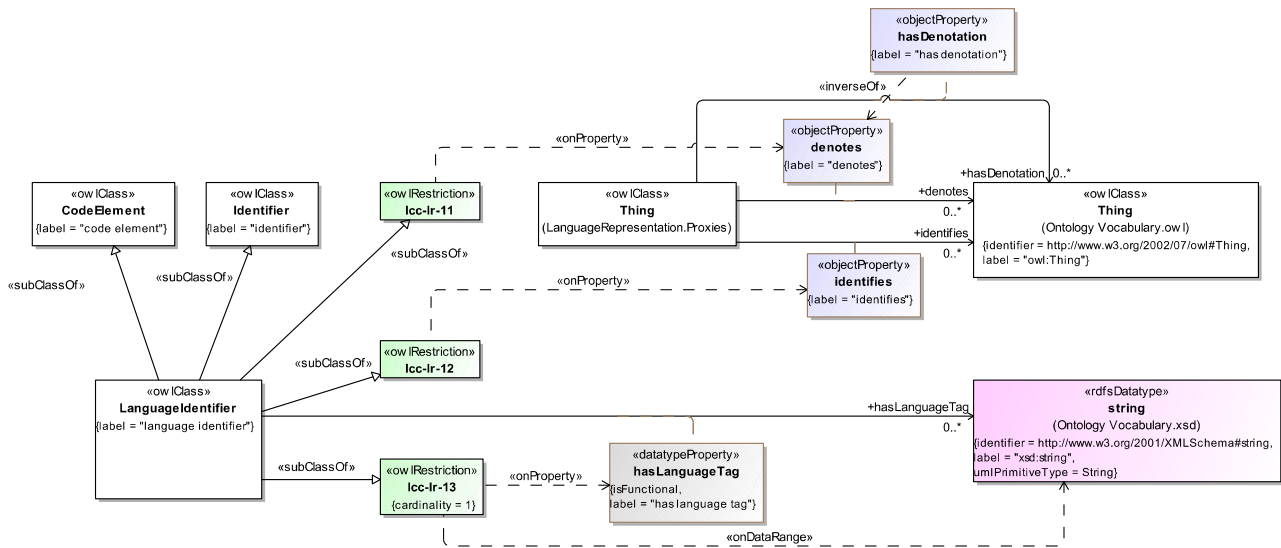 «objectProperty»
hasDenotation
{label = "has denotation"}
«inverseOf»
«objectProperty»
denotes
{label = "denotes"}
«onProperty»
+hasDenotation 0..*
«owlClass»
CodeElement
{label = "code element"}
«owlClass»
Identifier
{label = "identifier"}
«owlRestriction»
lcc-lr-11
«owlClass»
Thing
(LanguageRepresentation.Proxies)
+denotes
0..*
+identifies
0..*
«owlClass»
Thing
(Ontology Vocabulary.owl)
{identifier = http://www.w3.org/2002/07/owl#Thing,
label = "owl:Thing"}
«subClassOf»
«subClassOf»
«subClassOf»
«onProperty»
«objectProperty»
identifies
{label = "identifies"}
«subClassOf»
«owlRestriction»
lcc-lr-12
«owlClass»
LanguageIdentifier
{label = "language identifier"}
+hasLanguageTag
0..*
«rdfsDatatype»
string
(Ontology Vocabulary.xsd)
{identifier = http://www.w3.org/2001/XMLSchema#string,
label = "xsd:string",
umlPrimitiveType = String}
«subClassOf»
«owlRestriction»
lcc-lr-13
{cardinality = 1}
«onProperty»
«datatypeProperty»
hasLanguageTag
{isFunctional,
label = "has language tag"}
«onDataRange»